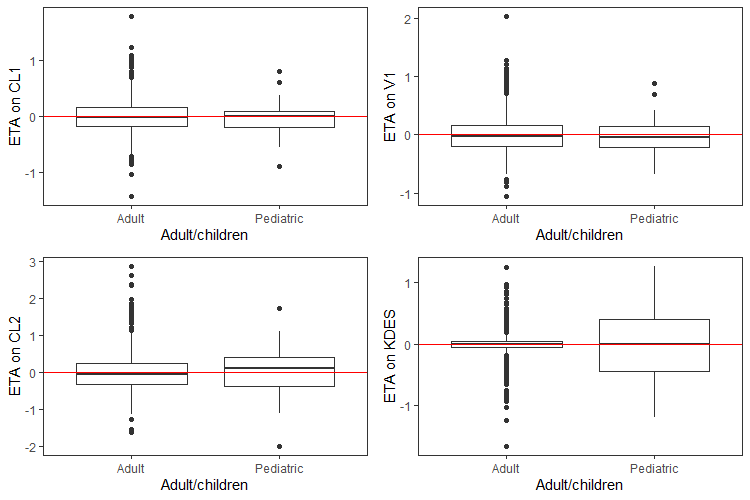 ETA on CL1
1
0
-1
Adult
Pediatric
Adult/children
ETA on V1
2
1
0
-1
Adult
Pediatric
Adult/children
ETA on CL2
3
2
1
0
-1
-2
Adult
Pediatric
Adult/children
ETA on KDES
1
0
-1
Adult
Pediatric
Adult/children